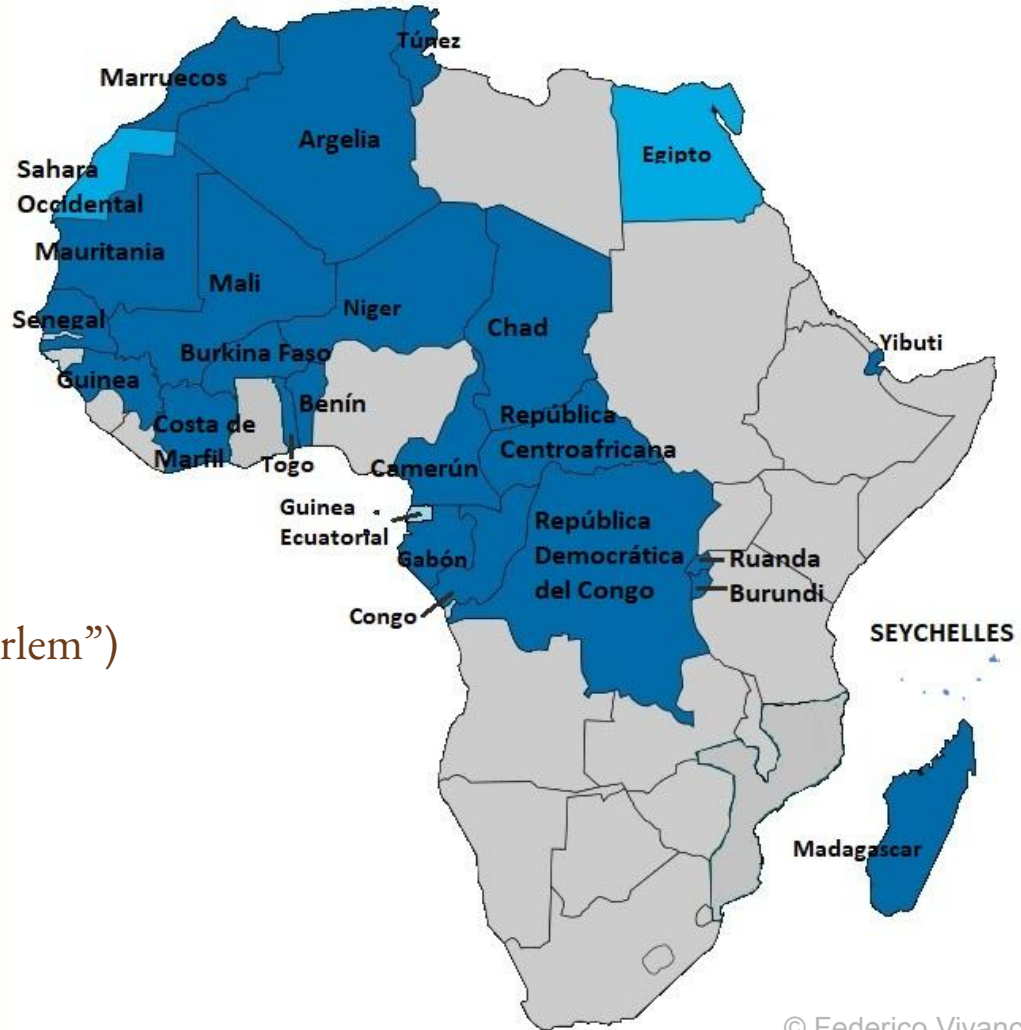 Túnez
Marruecos
Argelia
Egipto
Sahara
Occidental
Mauritania
Mali
Niger
Chad
Senegal
Yibuti
Burkina Faso
Guinea
Benín
República
Centroafricana
Costa de
Marfil
Togo
Camerún
Guinea
Ecuatorial
República
Democrática
del Congo
Gabón
Ruanda
Burundi
Congo
SEYCHELLES
rlem”)
Madagascar
© Federico Vivanc